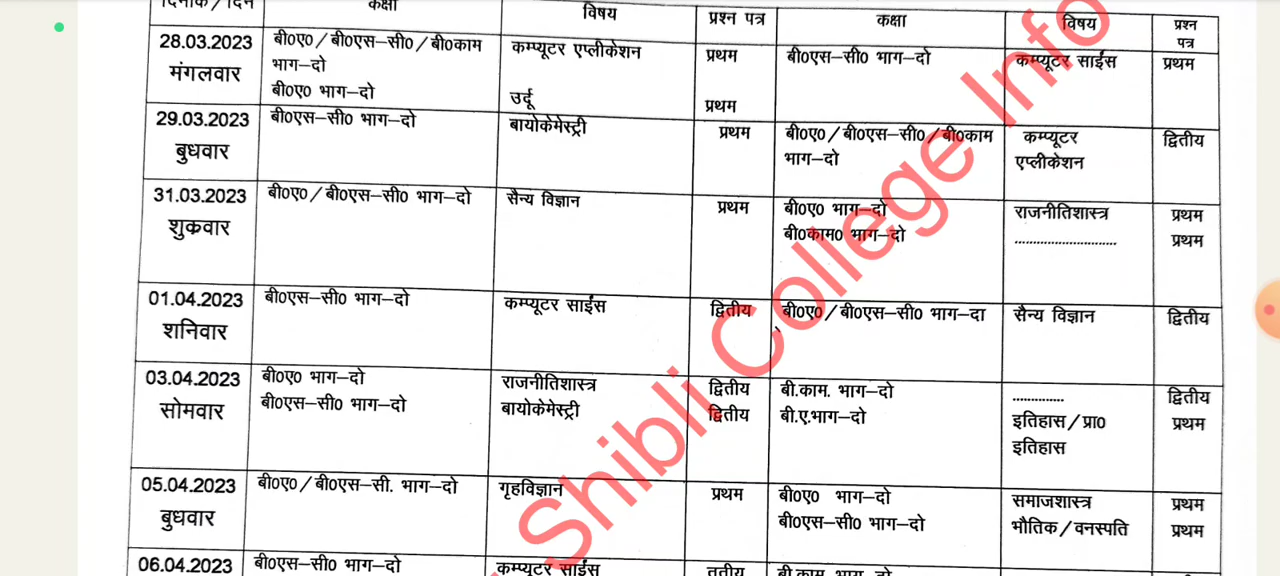 दिनांक / दिन कक्षा विषय प्रश्न पत्र कक्षा विषय प्रश्न पत्र
28.03.2023 मंगलवार बी0ए0/बी0एस–सी0/बी0काम भाग–दो कम्प्यूटर एप्लीकेशन प्रथम बी0एस–सी0 भाग–दो कम्प्यूटर साईंस प्रथम
बी0ए0 भाग–दो उर्दू प्रथम
29.03.2023 बुधवार बी0एस–सी0 भाग–दो बायोकेमेस्ट्री प्रथम बी0ए0/बी0एस–सी0/बी0काम भाग–दो कम्प्यूटर एप्लीकेशन द्वितीय
31.03.2023 शुकवार बी0ए0/बी0एस–सी0 भाग–दो सैन्य विज्ञान प्रथम बी0ए0 भाग–दो राजनीतिशास्त्र प्रथम
बी0काम0 भाग–दो ............................ प्रथम
01.04.2023 शनिवार बी0एस–सी0 भाग–दो कम्प्यूटर साईंस द्वितीय बी0ए0/बी0एस–सी0 भाग–दो सैन्य विज्ञान द्वितीय
03.04.2023 सोमवार बी0ए0 भाग–दो राजनीतिशास्त्र द्वितीय बी.काम. भाग–दो .............. द्वितीय
बी0एस–सी0 भाग–दो बायोकेमेस्ट्री द्वितीय बी.ए.भाग–दो इतिहास/प्रा0 इतिहास प्रथम
05.04.2023 बुधवार बी0ए0/बी0एस–सी. भाग–दो गृहविज्ञान प्रथम बी0ए0 भाग–दो समाजशास्त्र प्रथम
बी0एस–सी0 भाग–दो भौतिक/वनस्पति प्रथम
06.04.2023 बी0एस–सी0 भाग–दो कम्प्यूटर साईंस तृतीय बी.काम भाग–दो
Shibli College Info